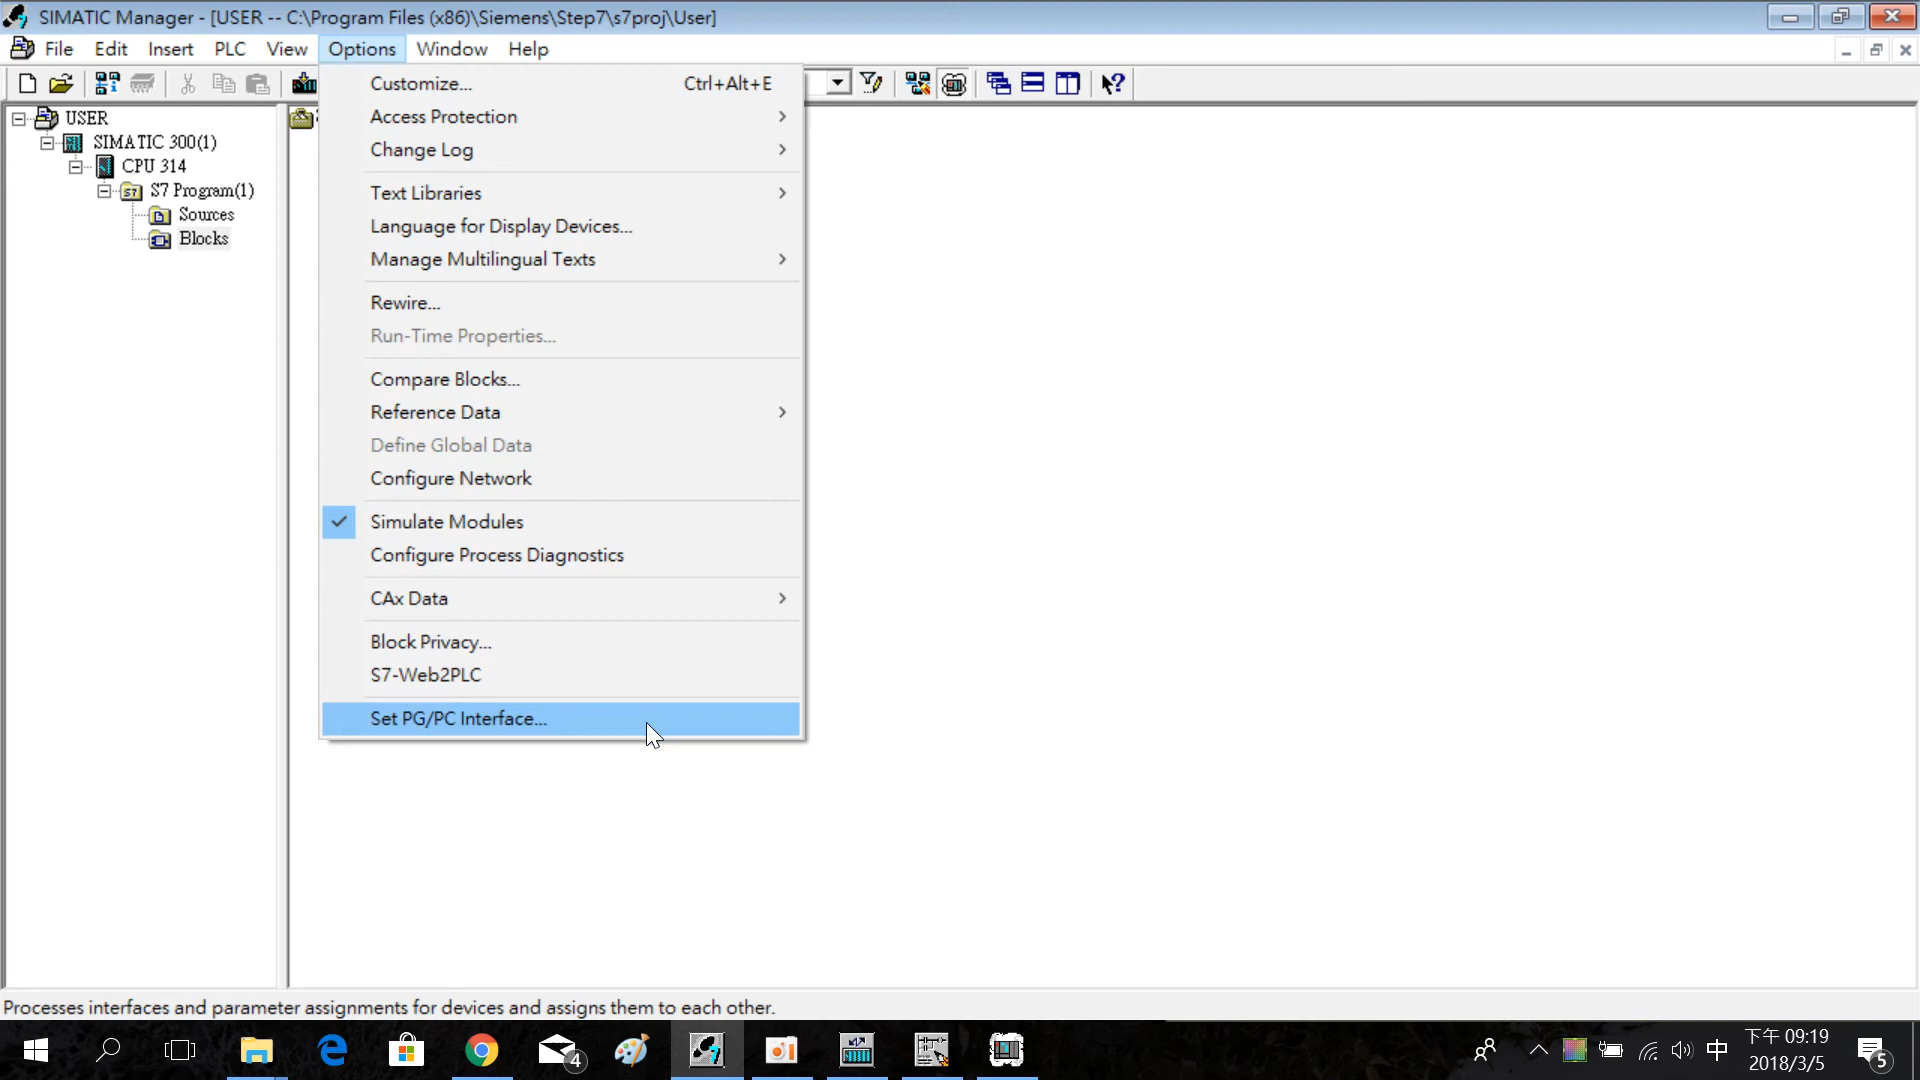 SIMATIC Manager - [USER -- C:\Program Files (x86)\Siemens\Step7\s7proj\User]
File Edit Insert PLC View Options Window Help
USER
SIMATIC 300(1)
CPU 314
S7 Program(1)
Sources
Blocks
Customize... Ctrl+Alt+E
Access Protection
Change Log
Text Libraries
Language for Display Devices...
Manage Multilingual Texts
Rewire...
Run-Time Properties...
Compare Blocks...
Reference Data
Define Global Data
Configure Network
Simulate Modules
Configure Process Diagnostics
CAx Data
Block Privacy...
S7-Web2PLC
Set PG/PC Interface...
Processes interfaces and parameter assignments for devices and assigns them to each other.
4
中
下午 09:19
2018/3/5
5